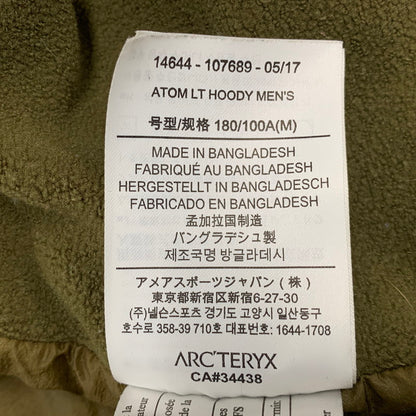 14644 - 107689 - 05/17
ATOM LT HOODY MEN'S
号型/规格 180/100A(M)
MADE IN BANGLADESH
FABRIQUÉ AU BANGLADESH
HERGESTELLT IN BANGLADESCH
FABRICADO EN BANGLADESH
孟加拉国制造
バングラデシュ製
제조국명 방글라데시
アメアスポーツジャパン (株)
東京都新宿区新宿6-27-30
(주)넬슨스포츠 경기도 고양시 일산동구
호수로 358-39 710호 대표번호: 1644-1708
ARC'TERYX
CA#34438